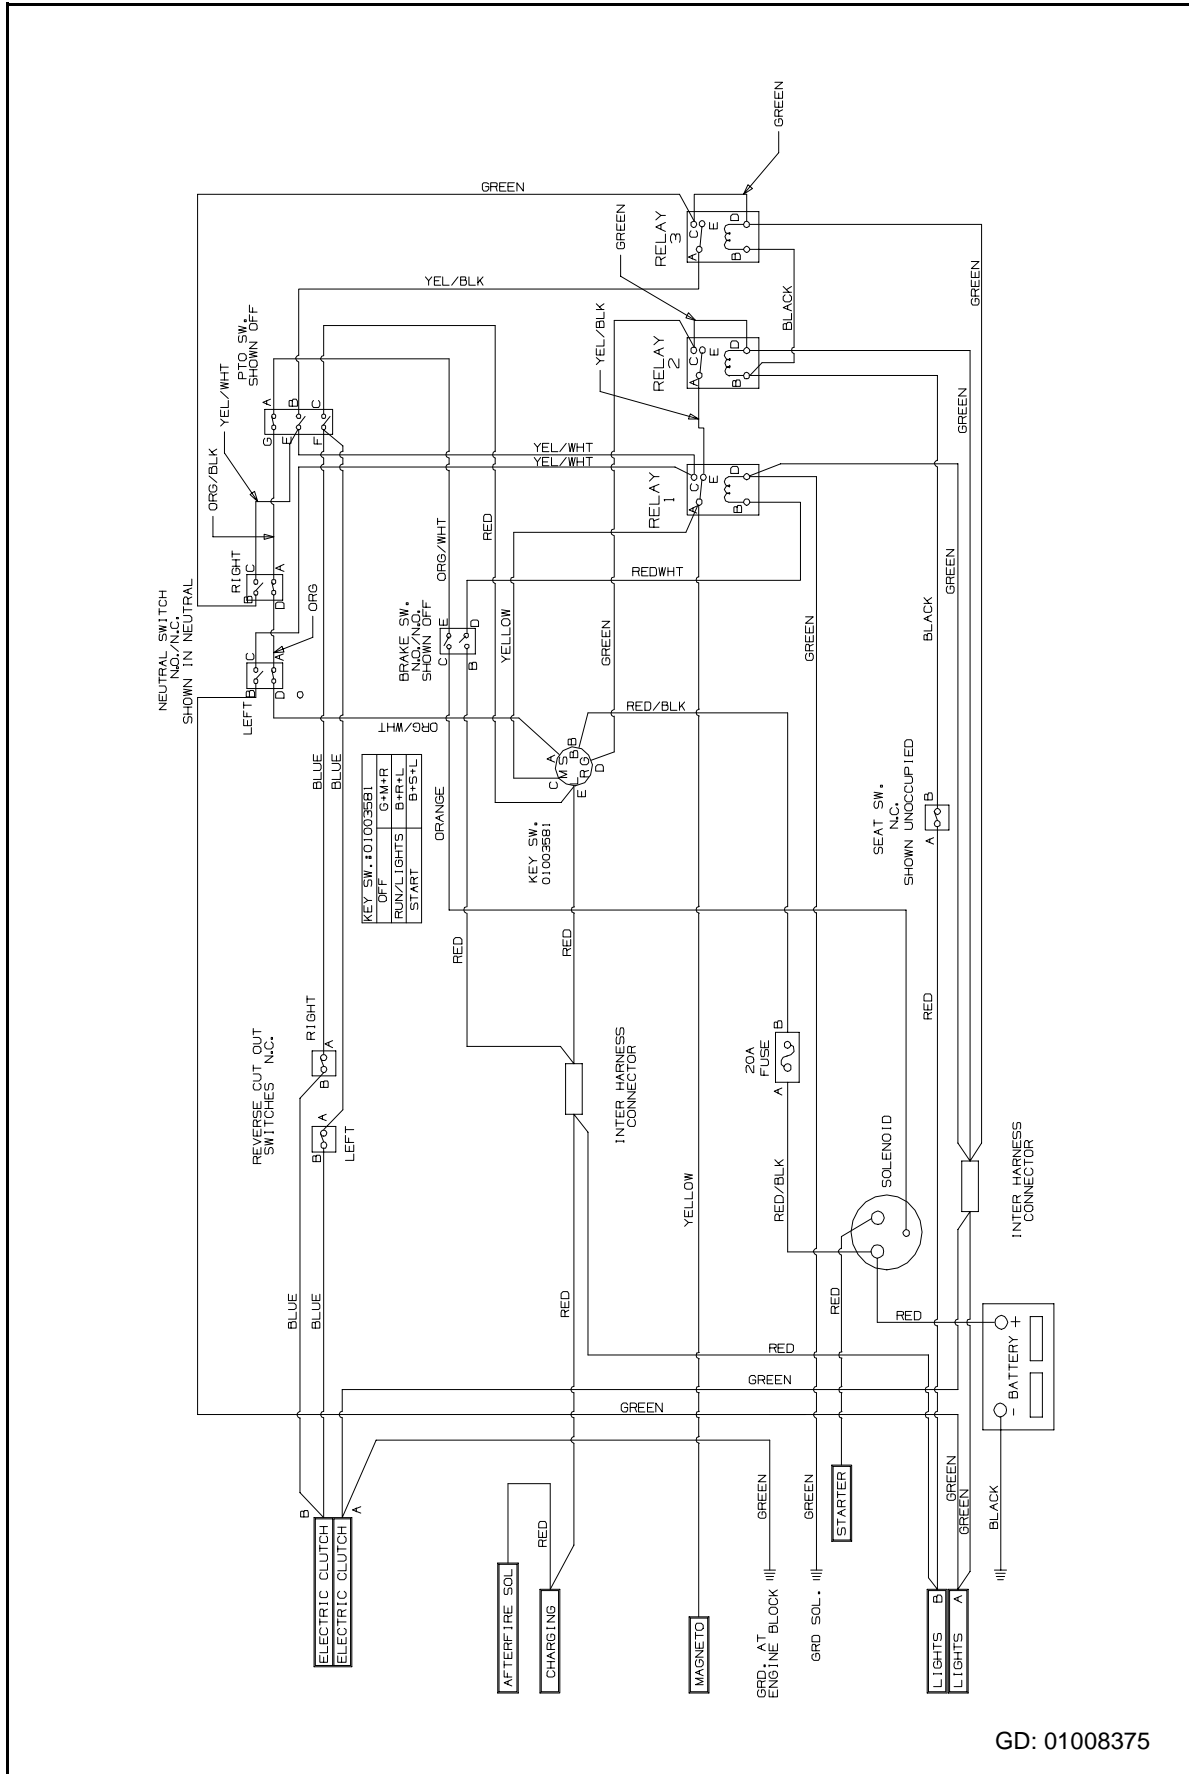 GREEN
GREEN
RELAY 3
A
C
E
D
B
GREEN
GREEN
YEL/BLK
BLACK
PTO SW.
SHOWN OFF
YEL/BLK
RELAY 2
A
C
E
D
B
YEL/WHT
A
B
C
G
E
F
GREEN
ORG/BLK
YEL/WHT
YEL/WHT
RELAY 1
A
C
E
D
B
RED
ORG/WHT
RIGHT
C
A
B
D
REDWHT
GREEN
ORG
NEUTRAL SWITCH
N.O./N.C.
SHOWN IN NEUTRAL
BRAKE SW.
N.O./N.O.
SHOWN OFF
E
D
C
B
YELLOW
GREEN
GREEN
BLACK
LEFT
C
A
B
D
ORG/WHT
RED/BLK
A
B
C
D
E
S
B
M
G
L
R
BLUE
BLUE
KEY SW.:01003581
OFF G+M+R
RUN/LIGHTS B+R+L
START B+S+L
ORANGE
KEY SW.
01003581
SEAT SW.
N.C.
SHOWN UNOCCUPIED
B
A
RED
RED
RED
REVERSE CUT OUT
SWITCHES N.C.
RIGHT
A
B
LEFT
A
B
INTER HARNESS
CONNECTOR
20A
FUSE
B
A
SOLENOID
RED/BLK
YELLOW
INTER HARNESS
CONNECTOR
BLUE
BLUE
RED
RED
RED
RED
- BATTERY +
GREEN
GREEN
B
A
ELECTRIC CLUTCH
ELECTRIC CLUTCH
RED
AFTERFIRE SOL
CHARGING
MAGNETO
GREEN
GRD. AT
ENGINE BLOCK
GREEN
GRD SOL.
STARTER
GREEN
GREEN
BLACK
LIGHTS B
LIGHTS A
GD: 01008375